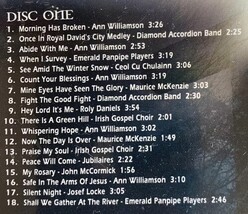 DISC ONE
1. Morning Has Broken - Ann Williamson 3:26
2. Once In Royal David's City Medley - Diamond Accordion Band 2:30
3. Abide With Me - Ann Williamson 2:53
4. When I Survey - Emerald Panpipe Players 3:19
5. See Amid The Winter Snow - Ceol Cu Chulainn 3:06
6. Count Your Blessings - Ann Williamson 3:19
7. Mine Eyes Have Seen The Glory - Maurice McKenzie 3:03
8. Fight The Good Fight - Diamond Accordion Band 2:30
9. Hey Lord It's Me - Roly Daniels 3:54
10. There Is A Green Hill - Irish Gospel Choir 2:01
11. Whispering Hope - Ann Williamson 3:02
12. Now The Day Is Over - Maurice McKenzie 1:49
13. Praise My Soul - Irish Gospel Choir 2:31
14. Peace Will Come - Jubilaires 2:22
15. My Rosary - John McCormick 1:56
16. Safe In The Arms Of Jesus - Ann Williamson 3:10
17. Silent Night - Josef Locke 3:05
18. Shall We Gather At The River - Emerald Panpipe Players 2:46